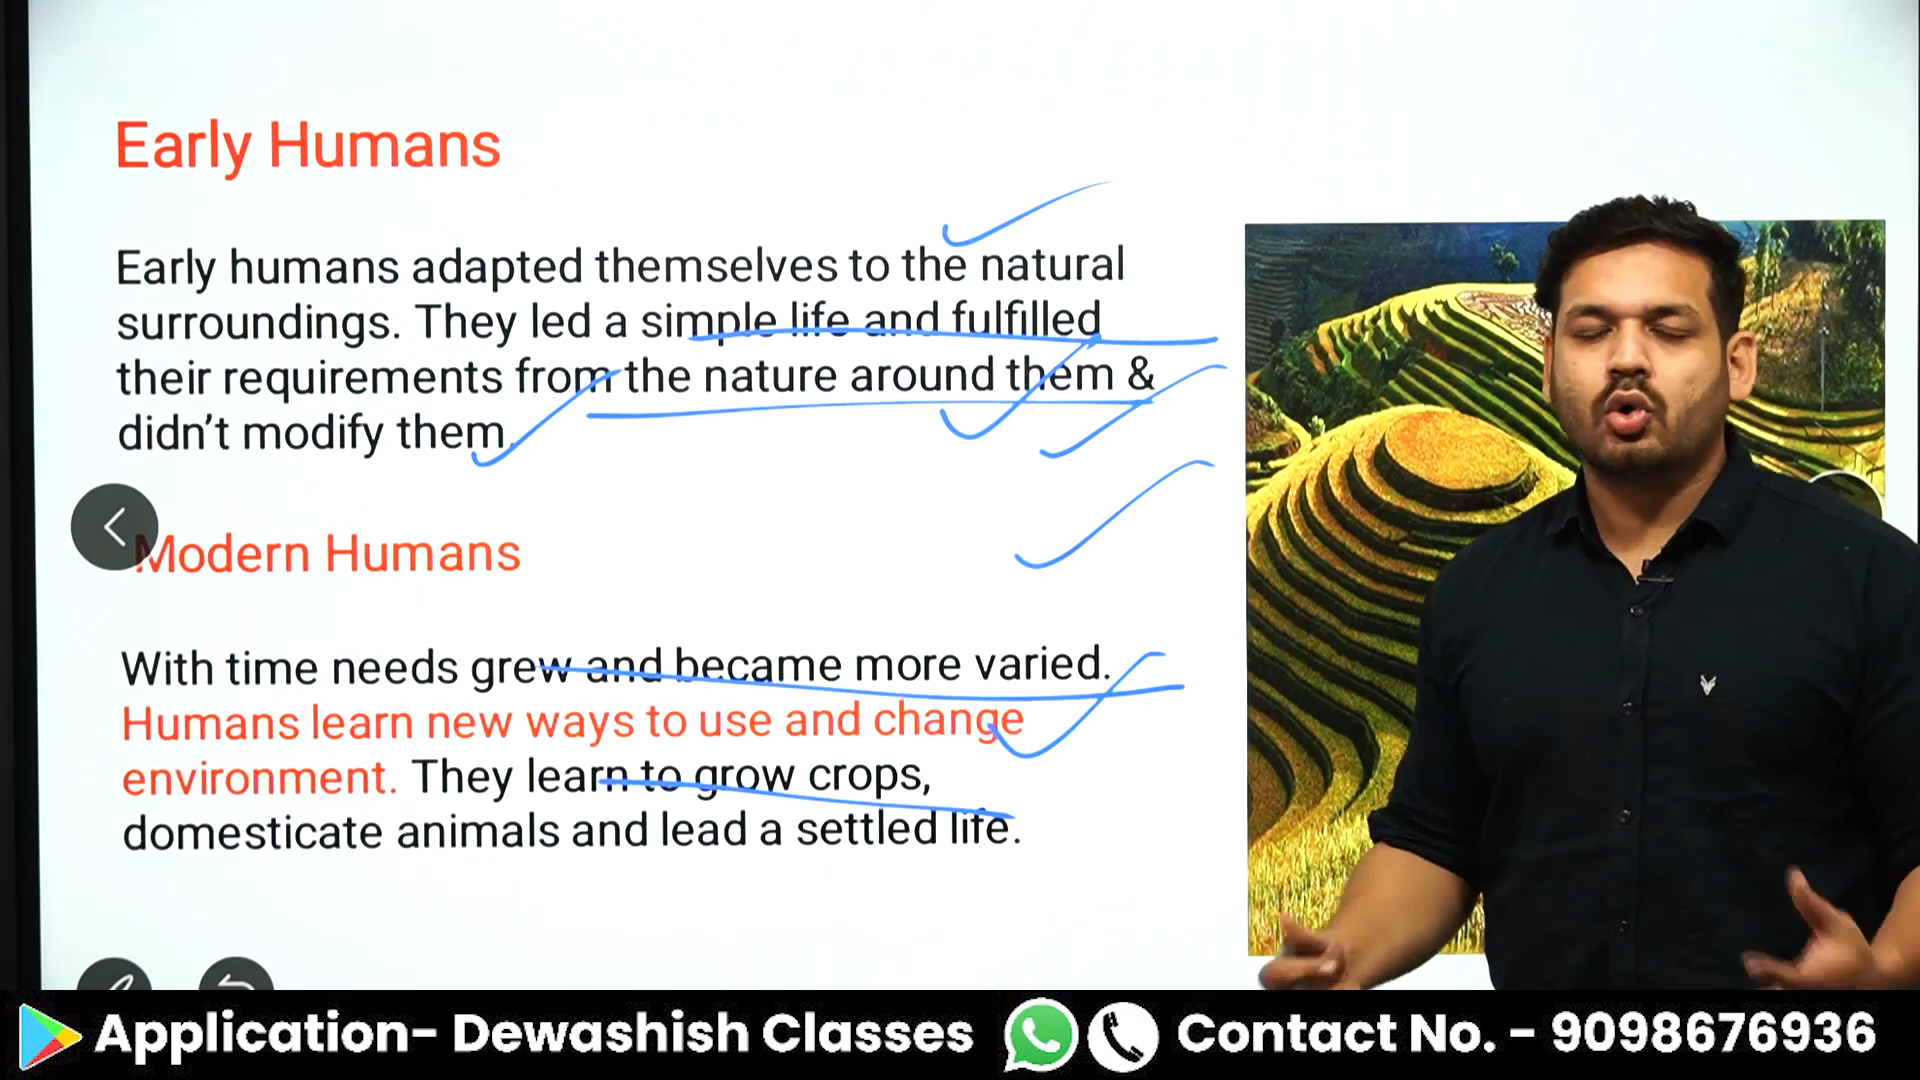 Early Humans
Early humans adapted themselves to the natural
surroundings. They led a simple life and fulfilled
their requirements from the nature around them &
didn't modify them.
Modern Humans
With time needs grew and became more varied.
Humans learn new ways to use and change
environment. They learn to grow crops,
domesticate animals and lead a settled life.
Application- Dewashish Classes Contact No. - 9098676936